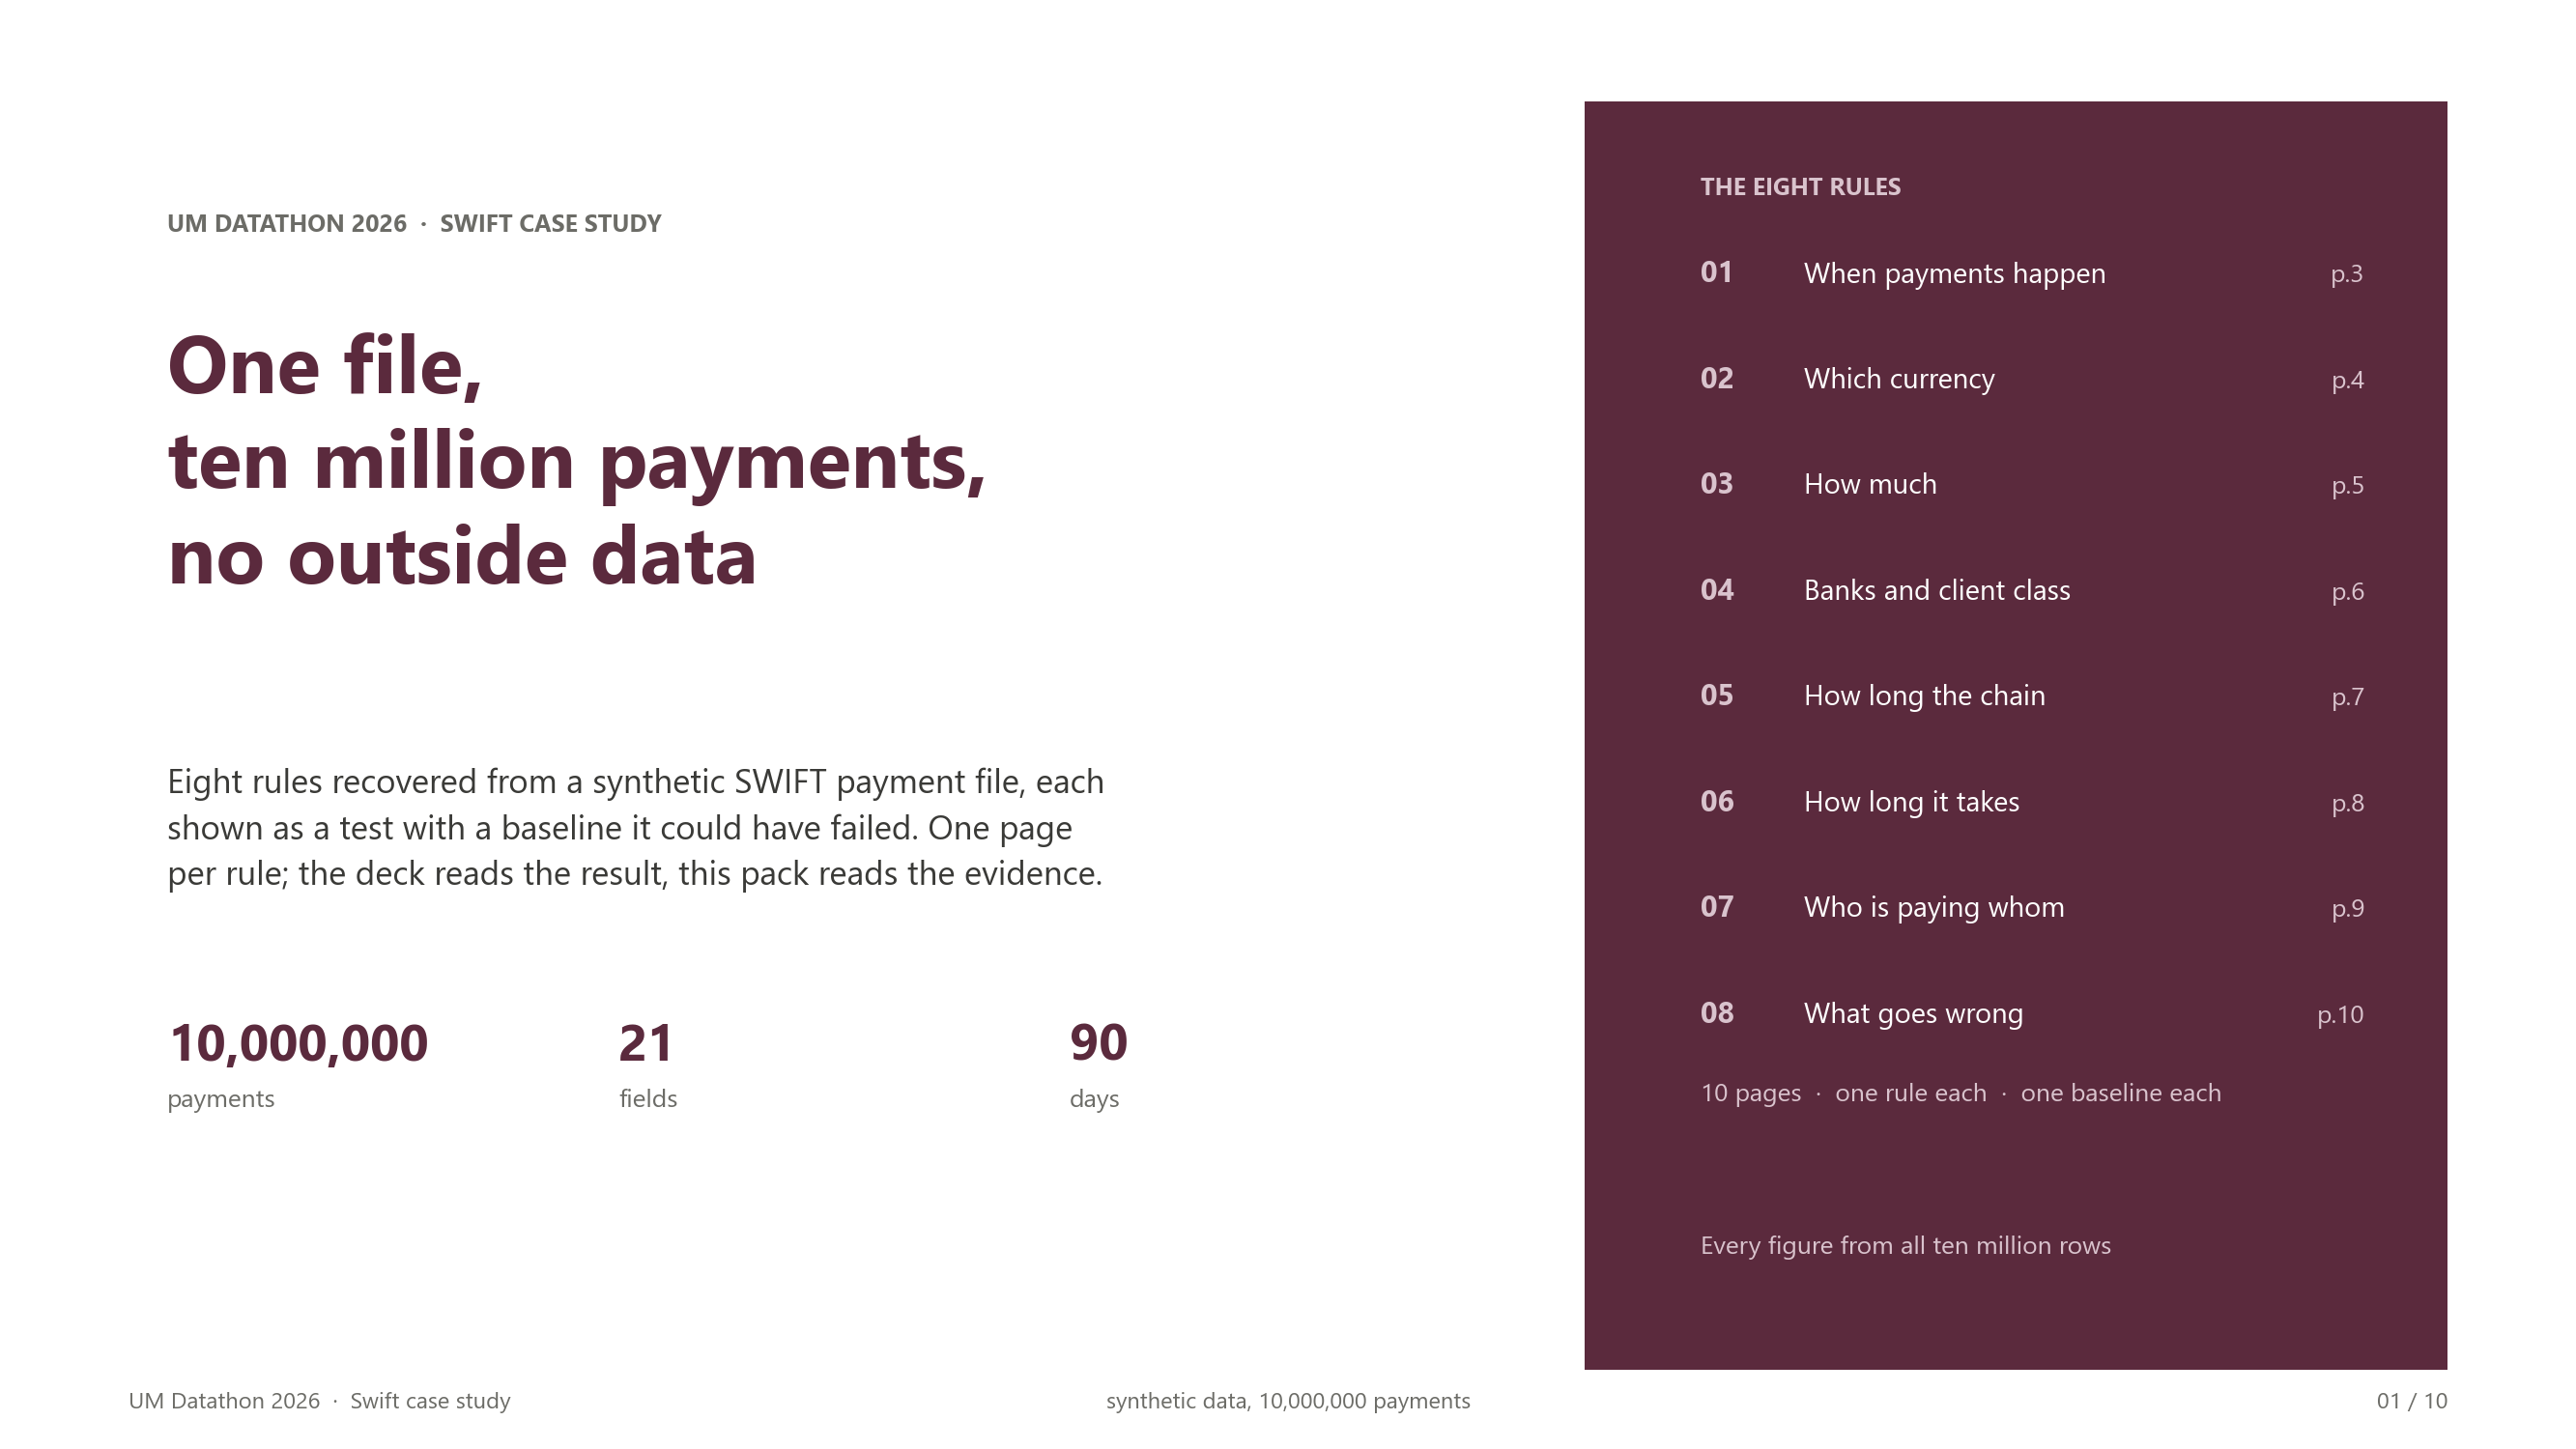 UM DATATHON 2026 · SWIFT CASE STUDY
One file,
ten million payments,
no outside data
Eight rules recovered from a synthetic SWIFT payment file, each
shown as a test with a baseline it could have failed. One page
per rule; the deck reads the result, this pack reads the evidence.
10,000,000 21 90
payments fields days
THE EIGHT RULES
01 When payments happen p.3
02 Which currency p.4
03 How much p.5
04 Banks and client class p.6
05 How long the chain p.7
06 How long it takes p.8
07 Who is paying whom p.9
08 What goes wrong p.10
10 pages · one rule each · one baseline each
Every figure from all ten million rows
UM Datathon 2026 · Swift case study synthetic data, 10,000,000 payments 01 / 10